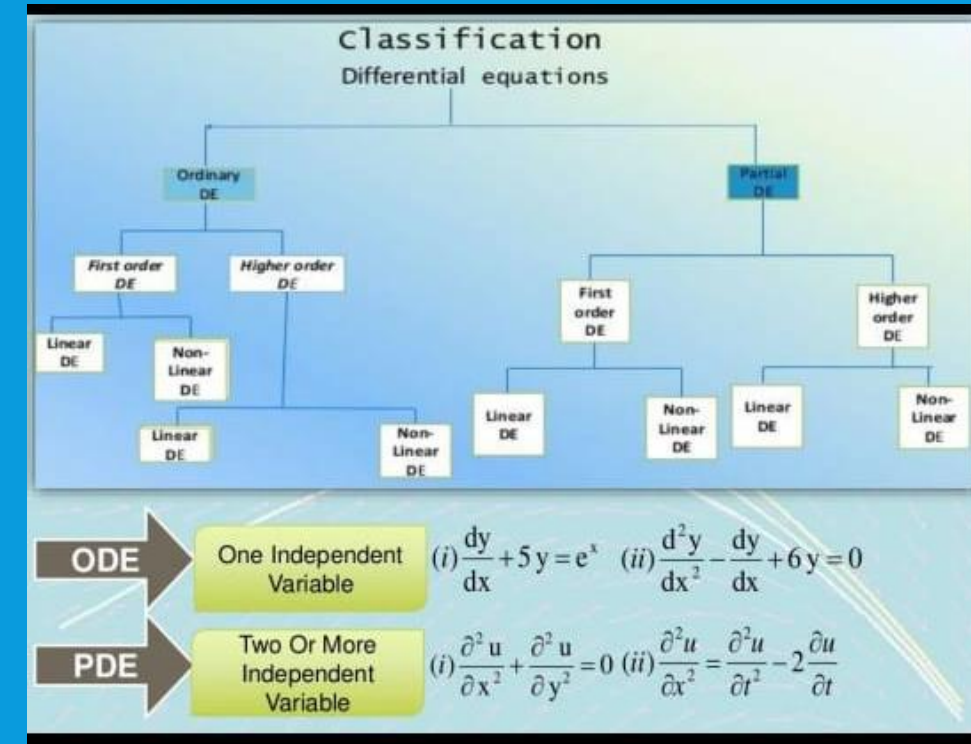 Classification
Differential equations
Ordinary
DE
Partial
DE
First order
DE
Higher order
DE
First
order
DE
Higher
order
DE
Linear
DE
Non-
Linear
DE
Linear
DE
Non-
Linear
DE
Linear
DE
Non-
Linear
DE
Linear
DE
Non-
Linear
DE
ODE
One Independent
Variable
(i) dy/dx + 5 y = eˣ (ii) d²y/dx² − dy/dx + 6 y = 0
PDE
Two Or More
Independent
Variable
(i) ∂²u/∂x² + ∂²u/∂y² = 0 (ii) ∂²u/∂x² = ∂²u/∂t² − 2 ∂u/∂t